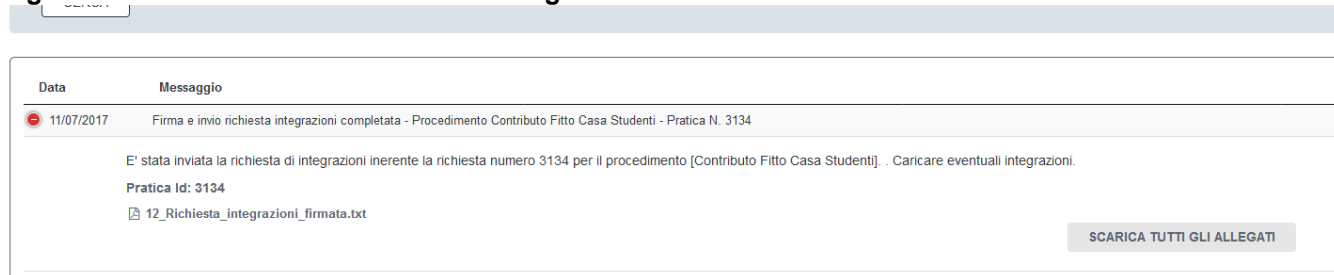 Data Messaggio
11/07/2017 Firma e invio richiesta integrazioni completata - Procedimento Contributo Fitto Casa Studenti - Pratica N. 3134
E' stata inviata la richiesta di integrazioni inerente la richiesta numero 3134 per il procedimento [Contributo Fitto Casa Studenti]. . Caricare eventuali integrazioni.
Pratica Id: 3134
12_Richiesta_integrazioni_firmata.txt
SCARICA TUTTI GLI ALLEGATI